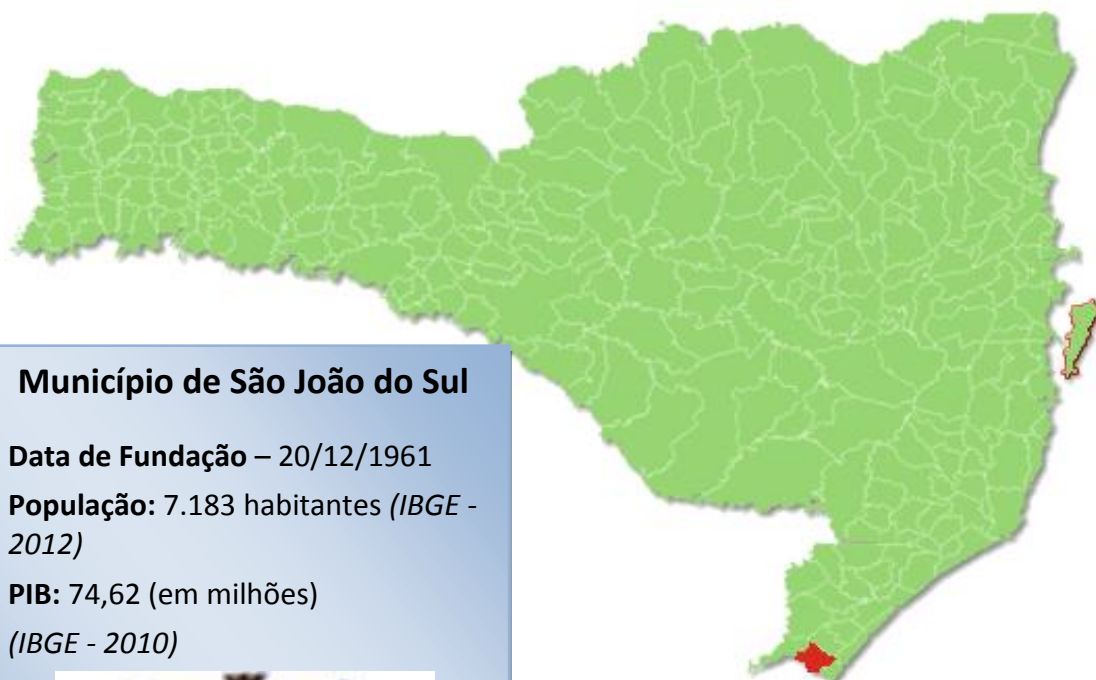 Município de São João do Sul
Data de Fundação – 20/12/1961
População: 7.183 habitantes (IBGE -
2012)
PIB: 74,62 (em milhões)
(IBGE - 2010)